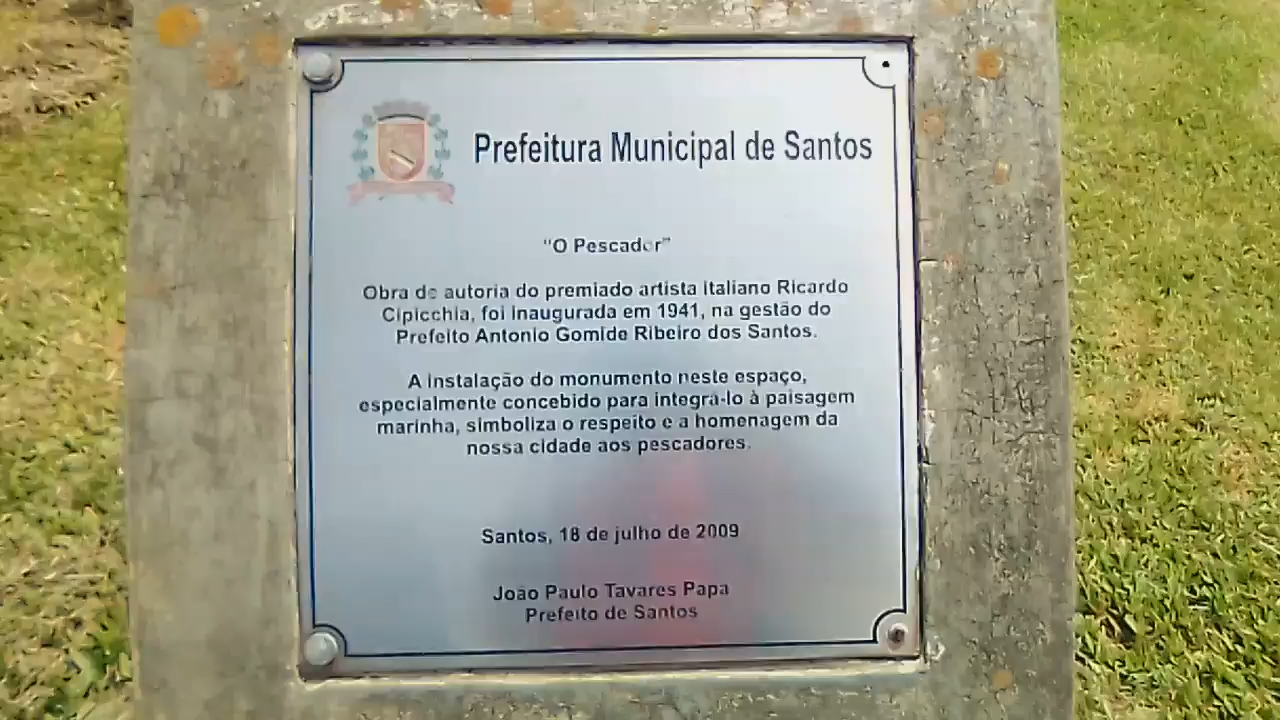 Prefeitura Municipal de Santos
"O Pescador"
Obra de autoria do premiado artista italiano Ricardo
Cipicchia, foi inaugurada em 1941, na gestão do
Prefeito Antonio Gomide Ribeiro dos Santos.
A instalação do monumento neste espaço,
especialmente concebido para integrá-lo à paisagem
marinha, simboliza o respeito e a homenagem da
nossa cidade aos pescadores.
Santos, 18 de julho de 2009
João Paulo Tavares Papa
Prefeito de Santos